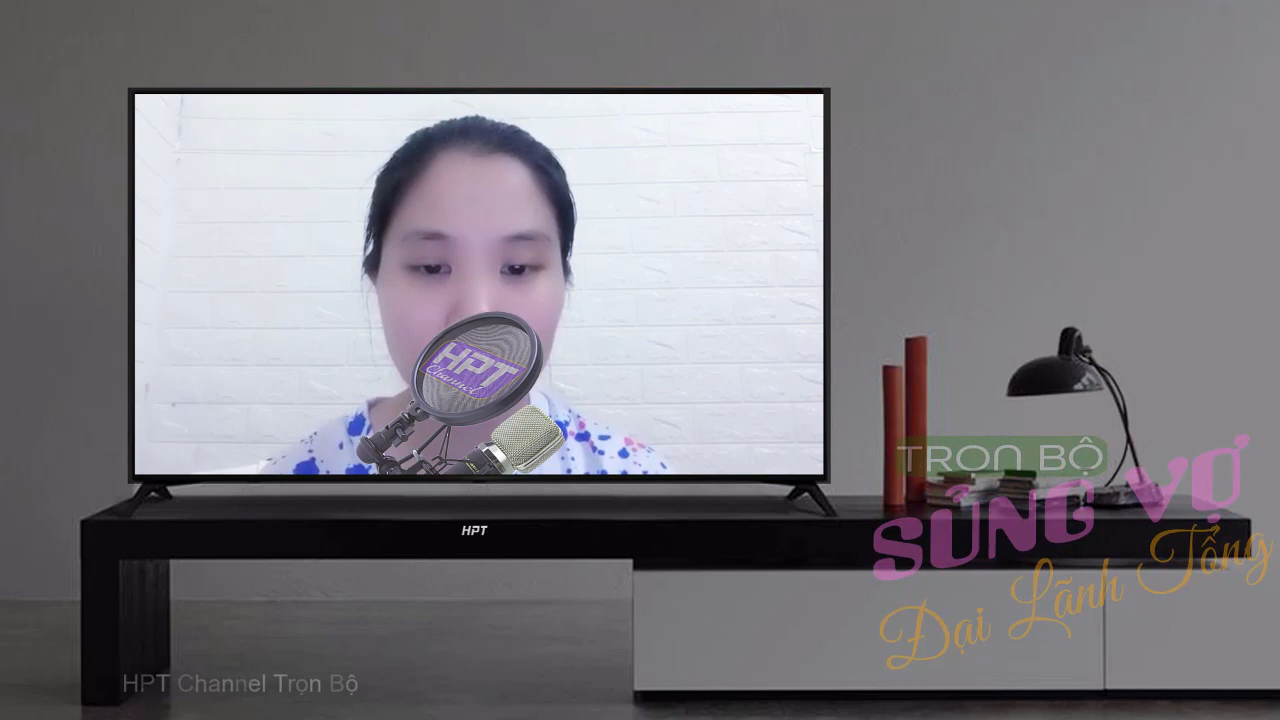 HPT
Channel
HPT
TRỌN BỘ
SỦNG VỢ
Đại Lãnh Tổng
HPT Channel Trọn Bộ